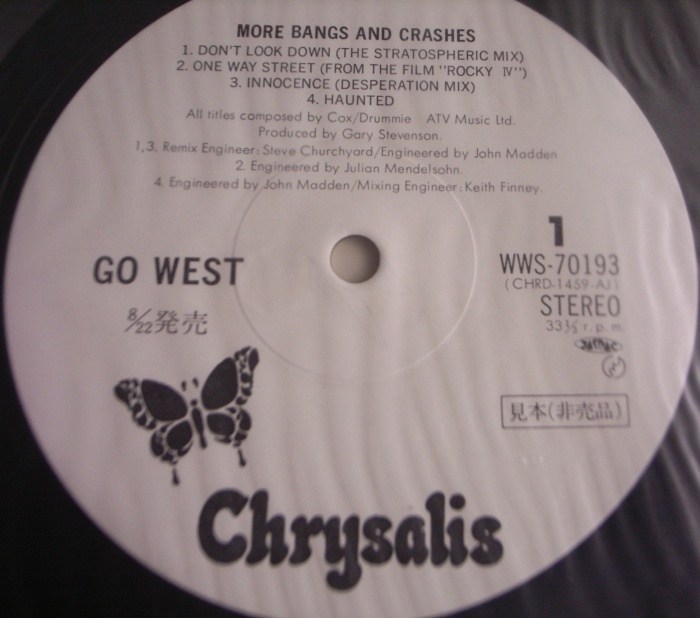 MORE BANGS AND CRASHES
1. DON'T LOOK DOWN (THE STRATOSPHERIC MIX)
2. ONE WAY STREET (FROM THE FILM "ROCKY IV")
3. INNOCENCE (DESPERATION MIX)
4. HAUNTED
All titles composed by Cox/Drummie ATV Music Ltd.
Produced by Gary Stevenson.
1,3. Remix Engineer: Steve Churchyard/Engineered by John Madden
2. Engineered by Julian Mendelsohn.
4. Engineered by John Madden/Mixing Engineer: Keith Finney.
1
GO WEST
WWS-70193
(CHRD-1459-AJ)
STEREO
33⅓ r.p.m.
8/22発売
見本(非売品)
Chrysalis